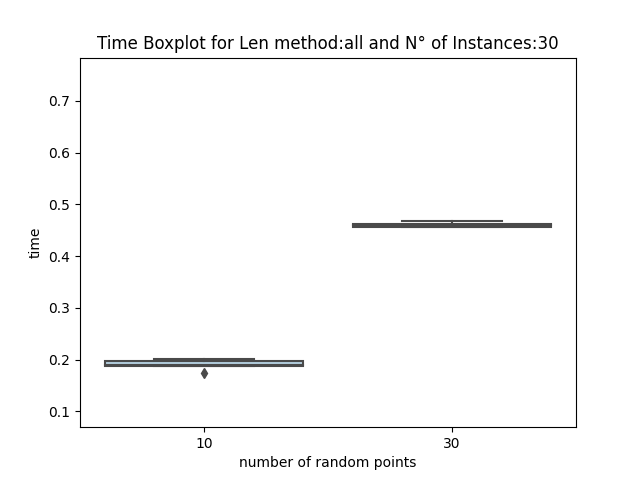 Time Boxplot for Len method:all and N° of Instances:30
0.7
0.6
0.5
0.4
0.3
0.2
0.1
time
10 30
number of random points